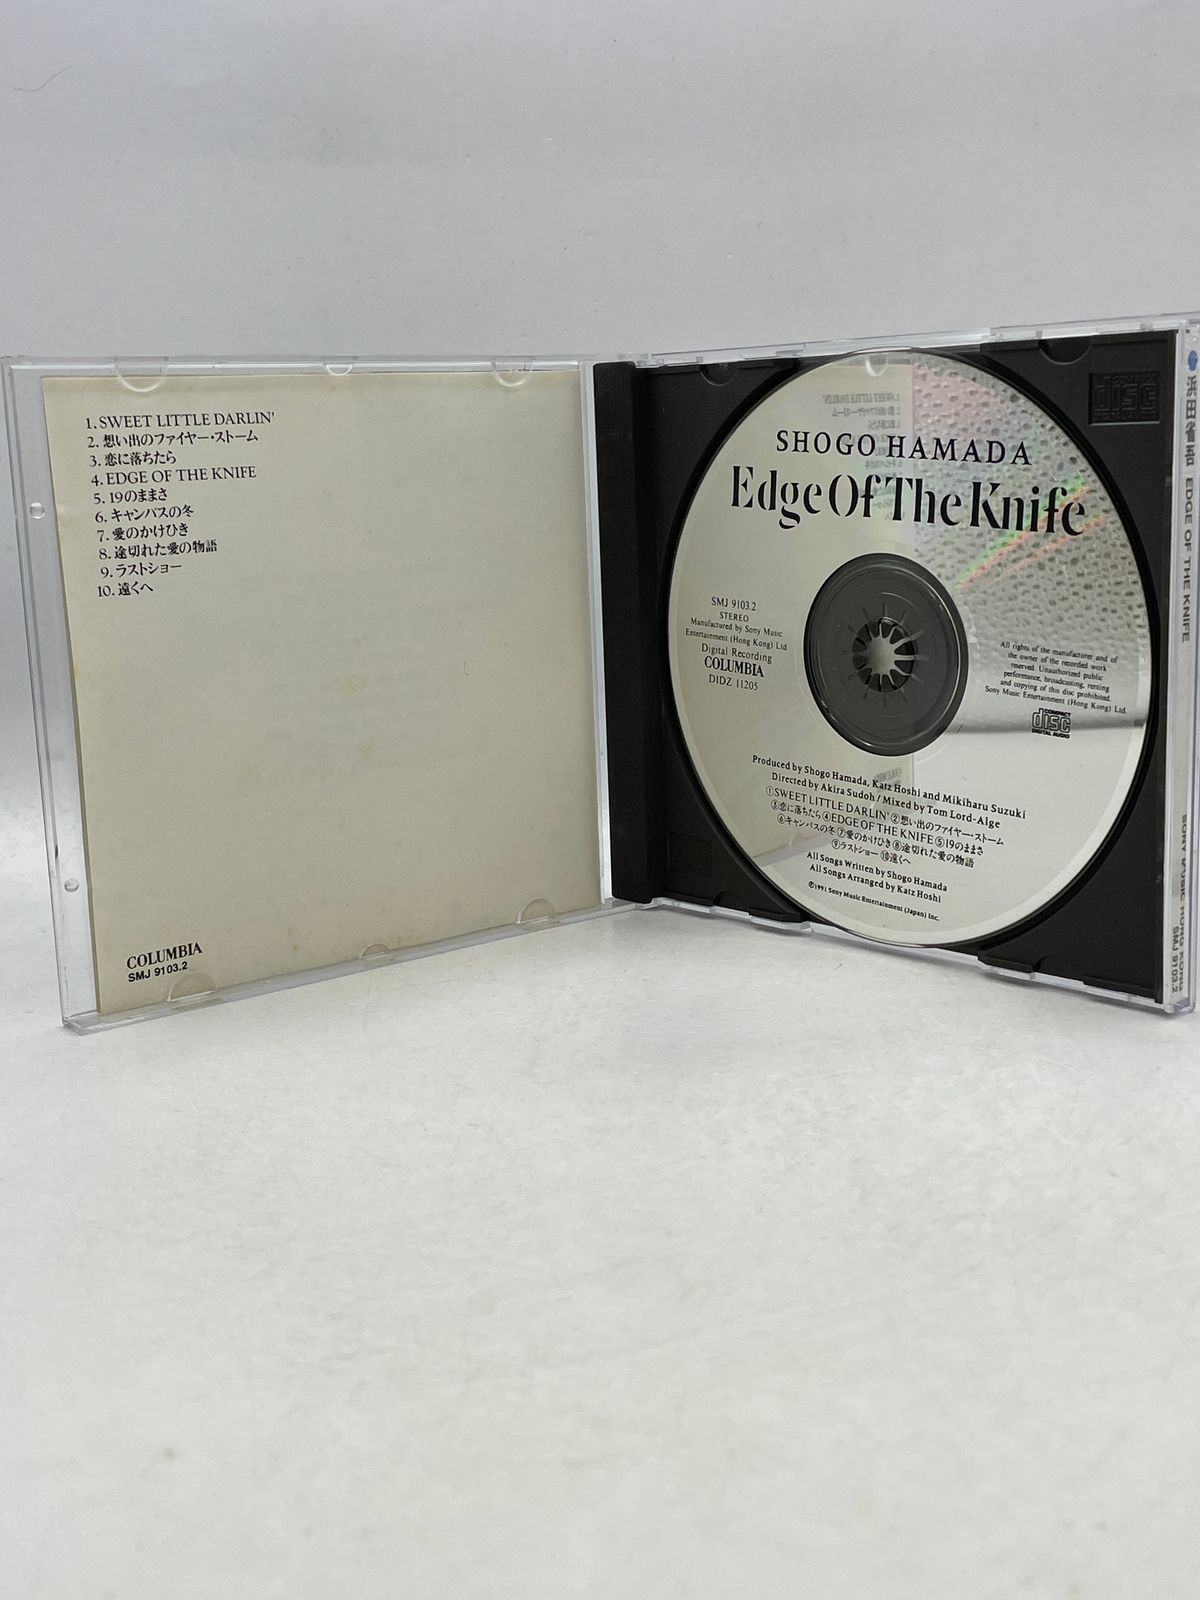 1. SWEET LITTLE DARLIN'
2. 想い出のファイヤー・ストーム
3. 恋に落ちたら
4. EDGE OF THE KNIFE
5. 19のままさ
6. キャンパスの冬
7. 愛のかけひき
8. 途切れた愛の物語
9. ラストショー
10. 遠くへ
COLUMBIA
SMJ 9103.2
SHOGO HAMADA
Edge Of The Knife
SMJ 9103.2
STEREO
Manufactured by Sony Music
Entertainment (Hong Kong) Ltd
Digital Recording
COLUMBIA
DIDZ 11205
All rights of the manufacturer and of
the owner of the recorded work
reserved. Unauthorized public
performance, broadcasting, renting
and copying of this disc prohibited.
Sony Music Entertainment (Hong Kong) Ltd.
COMPACT
disc
DIGITAL AUDIO
Produced by Shogo Hamada, Katz Hoshi and Mikiharu Suzuki
Directed by Akira Sudoh / Mixed by Tom Lord-Alge
①SWEET LITTLE DARLIN' ②想い出のファイヤー・ストーム
③恋に落ちたら ④EDGE OF THE KNIFE ⑤19のままさ
⑥キャンパスの冬 ⑦愛のかけひき ⑧途切れた愛の物語
⑨ラストショー ⑩遠くへ
All Songs Written by Shogo Hamada
All Songs Arranged by Katz Hoshi
Ⓟ1991 Sony Music Entertainment (Japan) Inc.
disc
浜田省吾 EDGE OF THE KNIFE
SONY MUSIC HONG KONG
SMJ 9103.2